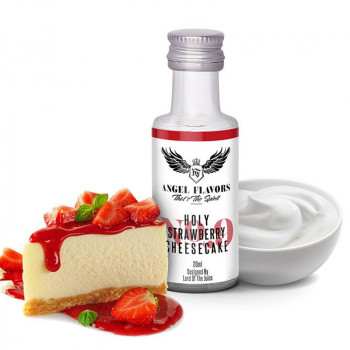 ANGEL FLAVORS
That's The Spirit
HOLY
STRAWBERRY
CHEESECAKE
20ml
Designed By
Lord Of The Juice